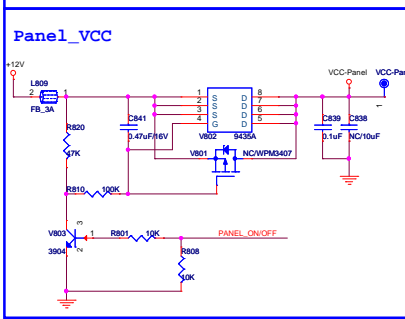 Panel_VCC
+12V
L809
2
1
FB_3A
R820
47K
C841
0.47uF/16V
1
2
3
4
S
S
S
G
D
D
D
D
8
7
6
5
V802
9435A
VCC-Panel
VCC-Pan
1
C839
0.1uF
C838
NC/10uF
V801
NC/WPM3407
R810
100K
V803
3904
3
1
2
R801
10K
PANEL_ON/OFF
R808
10K